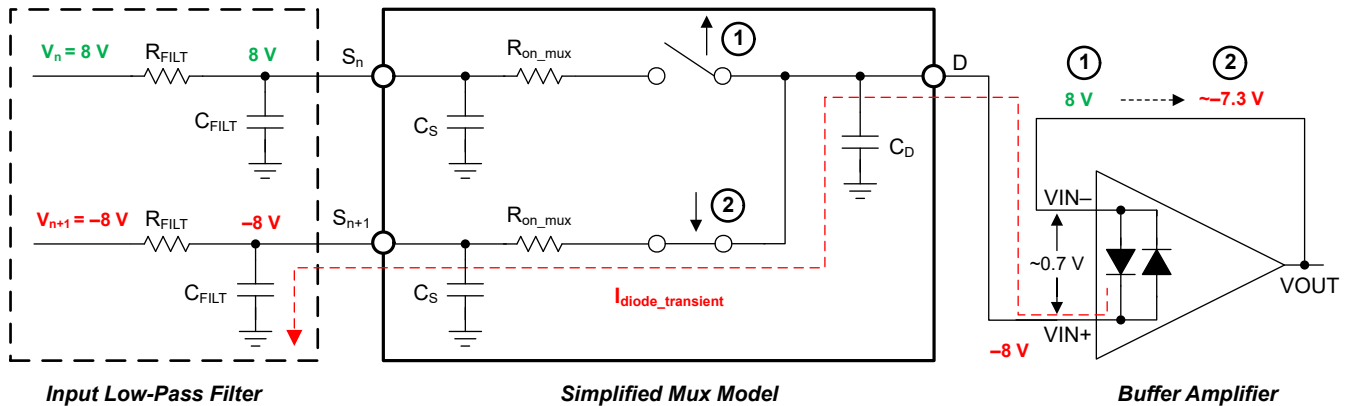 Vn = 8 V
RFILT
8 V
Sn
Ron_mux
1
D
1
2
8 V
~–7.3 V
CFILT
CS
CD
Vn+1 = –8 V
RFILT
–8 V
Sn+1
Ron_mux
2
VIN–
~0.7 V
VOUT
CFILT
CS
Idiode_transient
–8 V
VIN+
Input Low-Pass Filter
Simplified Mux Model
Buffer Amplifier